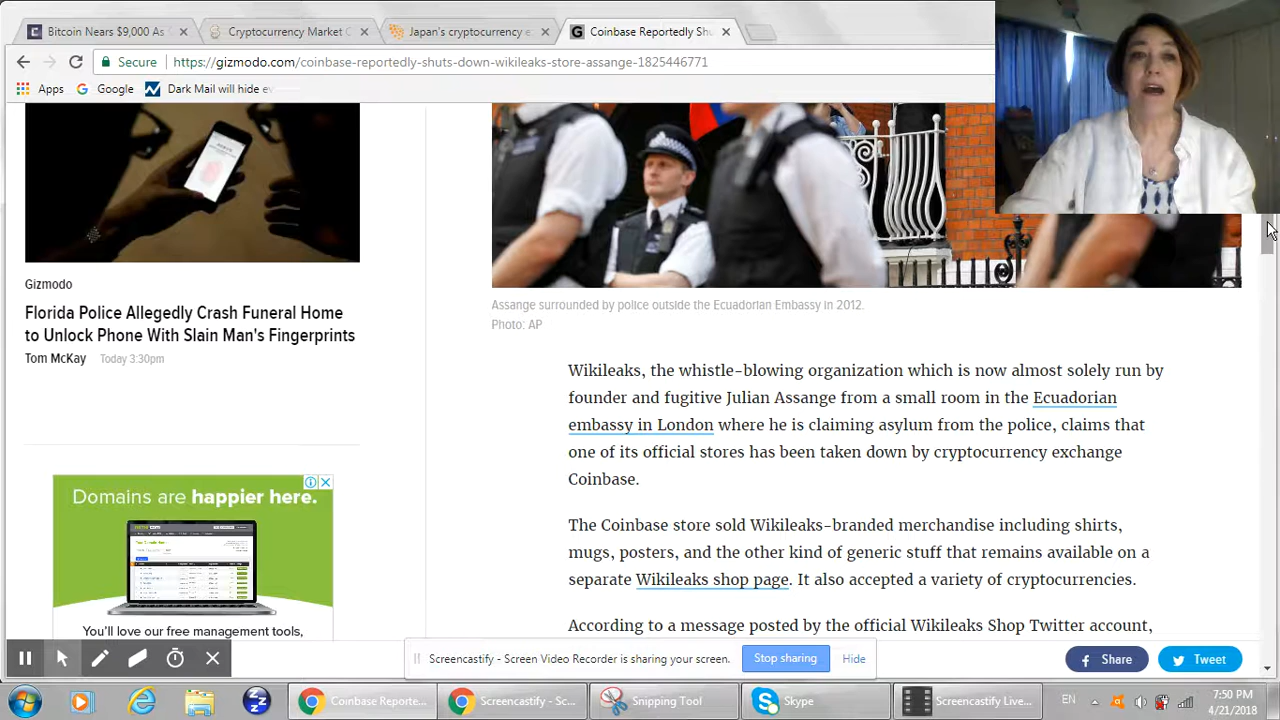 Bitcoin Nears $9,000 As
Cryptocurrency Market C
Japan's cryptocurrency e
Coinbase Reportedly Shu
Secure
https://gizmodo.com/coinbase-reportedly-shuts-down-wikileaks-store-assange-1825446771
Apps
Google
Dark Mail will hide ev
Gizmodo
Florida Police Allegedly Crash Funeral Home
to Unlock Phone With Slain Man's Fingerprints
Tom McKay Today 3:30pm
Domains are happier here.
You'll love our free management tools,
Assange surrounded by police outside the Ecuadorian Embassy in 2012.
Photo: AP
Wikileaks, the whistle-blowing organization which is now almost solely run by
founder and fugitive Julian Assange from a small room in the Ecuadorian
embassy in London where he is claiming asylum from the police, claims that
one of its official stores has been taken down by cryptocurrency exchange
Coinbase.
The Coinbase store sold Wikileaks-branded merchandise including shirts,
mugs, posters, and the other kind of generic stuff that remains available on a
separate Wikileaks shop page. It also accepted a variety of cryptocurrencies.
According to a message posted by the official Wikileaks Shop Twitter account,
Screencastify - Screen Video Recorder is sharing your screen.
Stop sharing
Hide
Share
Tweet
Coinbase Reporte...
Screencastify - Sc...
Snipping Tool
Skype
Screencastify Live...
EN
7:50 PM
4/21/2018